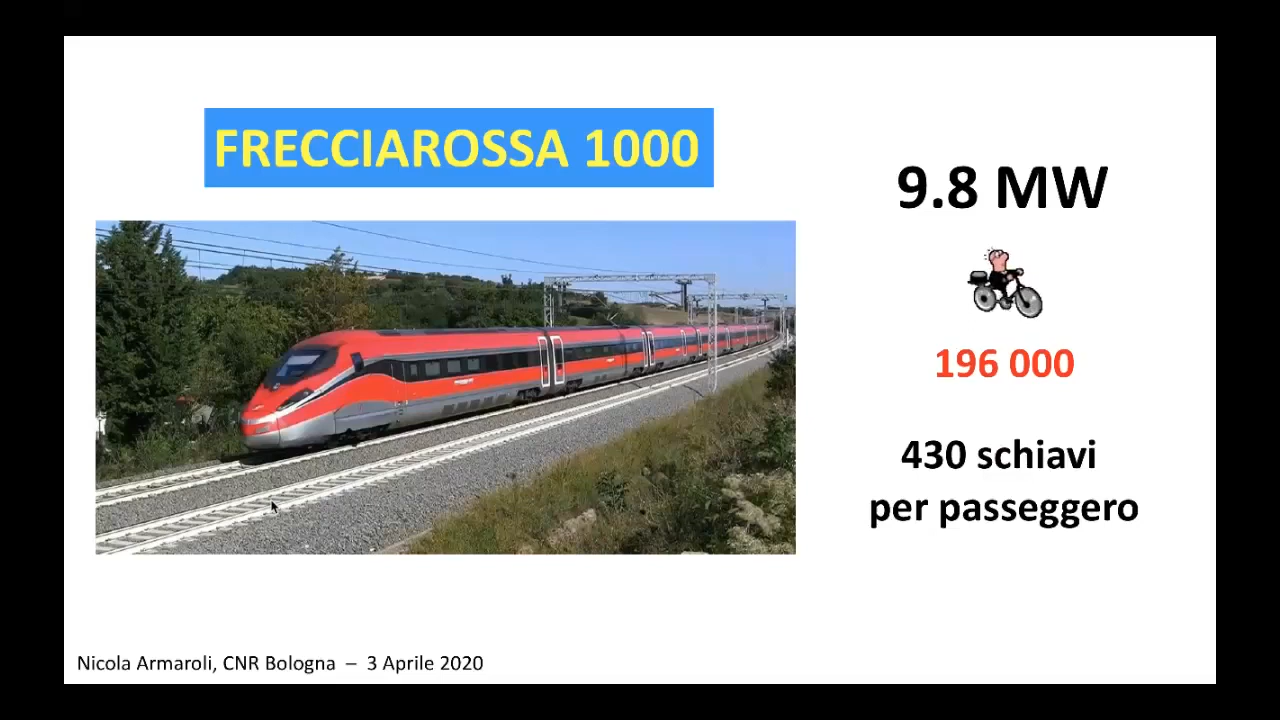 FRECCIAROSSA 1000
9.8 MW
196 000
430 schiavi
per passeggero
Nicola Armaroli, CNR Bologna – 3 Aprile 2020